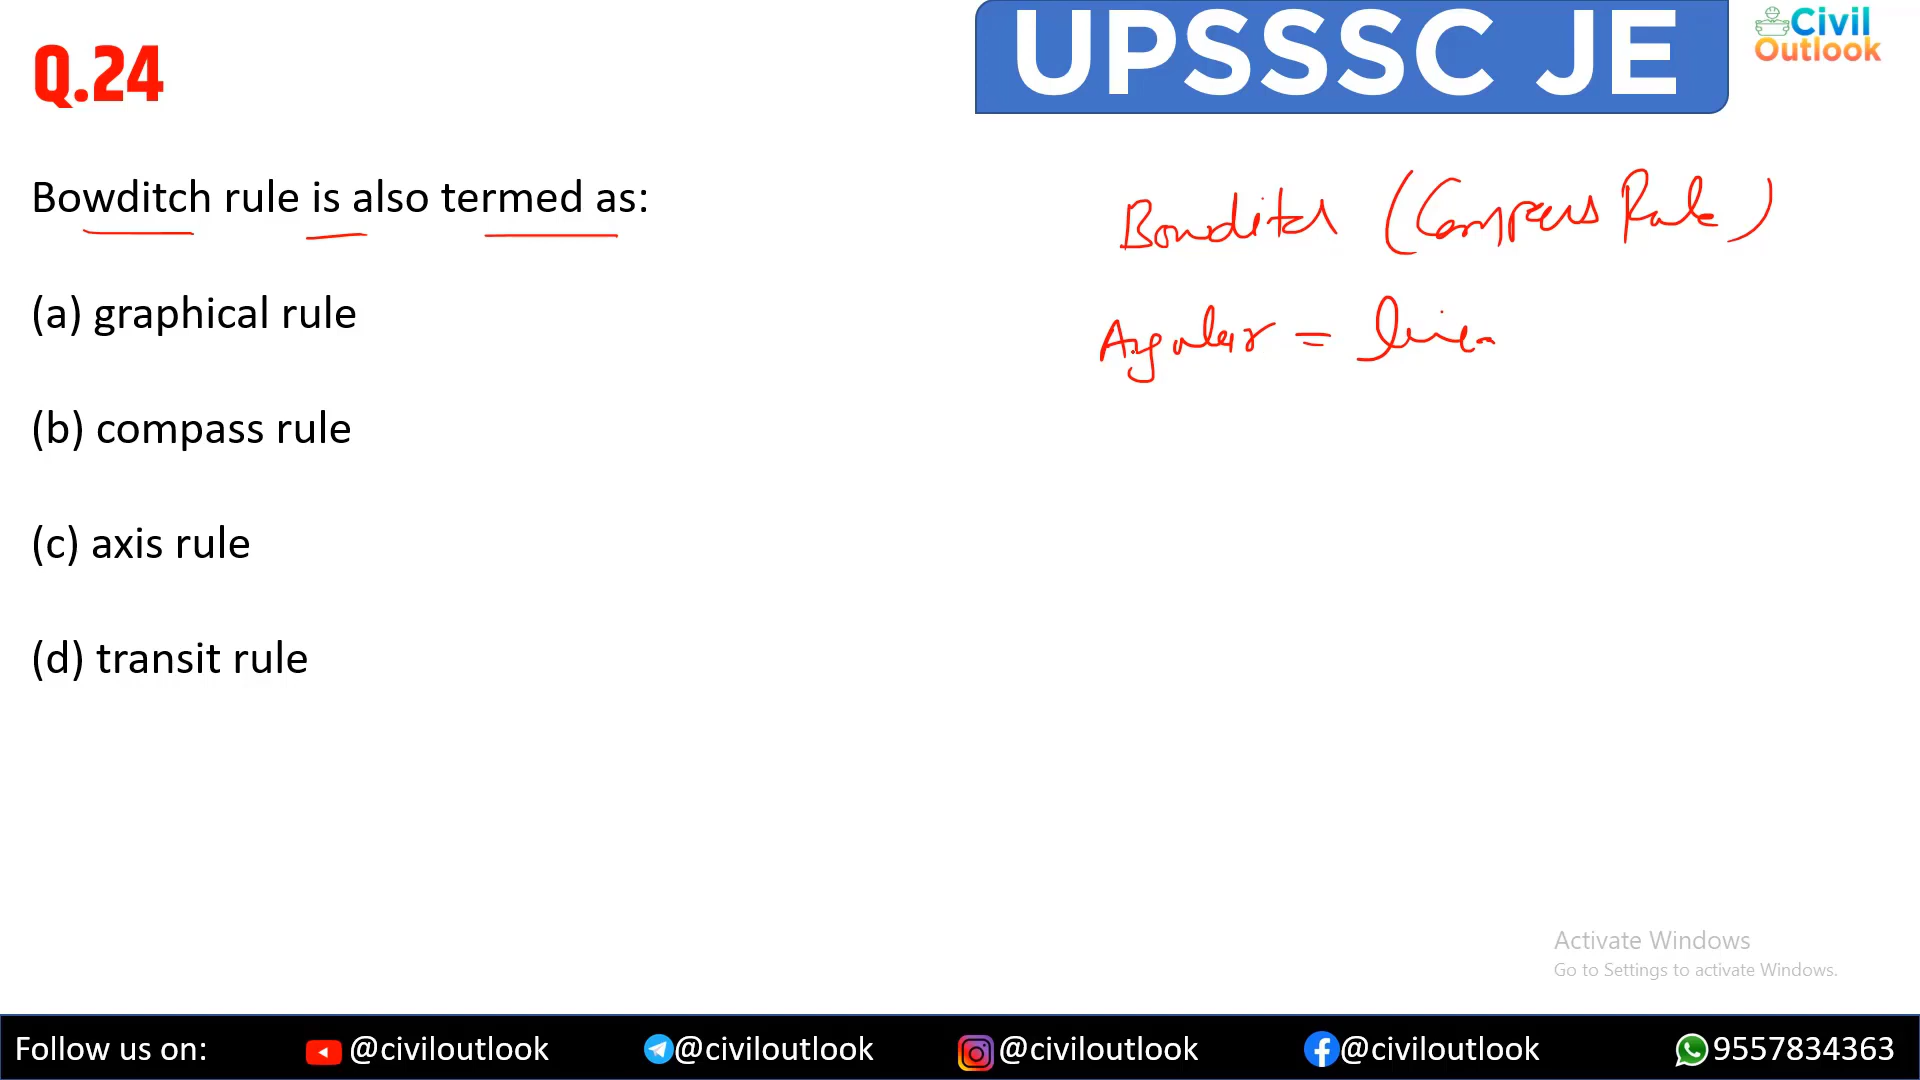 UPSSSC JE
Civil
Outlook
Q.24
Bowditch rule is also termed as:
Bowditch (Compass Rule)
(a) graphical rule
Angular = linea
(b) compass rule
(c) axis rule
(d) transit rule
Activate Windows
Go to Settings to activate Windows.
Follow us on: @civiloutlook @civiloutlook @civiloutlook @civiloutlook 9557834363